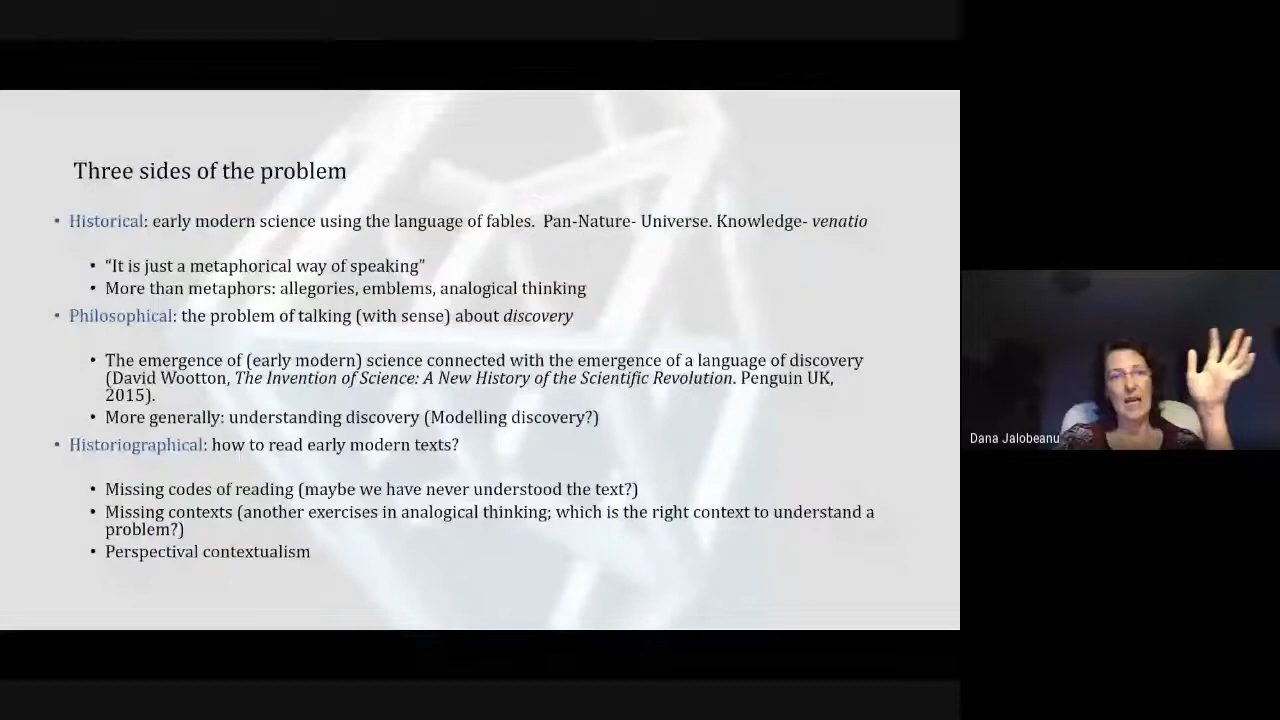 Three sides of the problem
• Historical: early modern science using the language of fables. Pan-Nature- Universe. Knowledge- venatio
• “It is just a metaphorical way of speaking”
• More than metaphors: allegories, emblems, analogical thinking
• Philosophical: the problem of talking (with sense) about discovery
• The emergence of (early modern) science connected with the emergence of a language of discovery
(David Wootton, The Invention of Science: A New History of the Scientific Revolution. Penguin UK,
2015).
• More generally: understanding discovery (Modelling discovery?)
• Historiographical: how to read early modern texts?
• Missing codes of reading (maybe we have never understood the text?)
• Missing contexts (another exercises in analogical thinking; which is the right context to understand a
problem?)
• Perspectival contextualism
Dana Jalobeanu